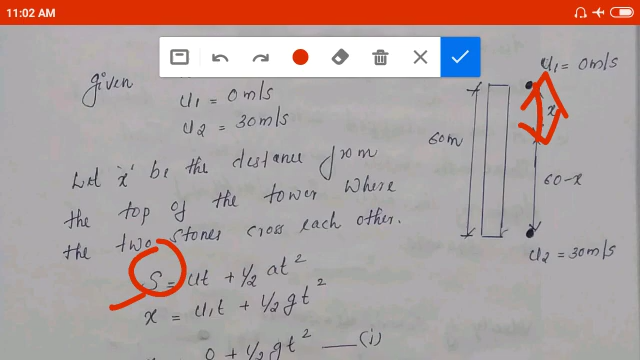 11:02 AM
given
u1 = 0m/s
u2 = 30m/s
Let 'x' be the distance from
the top of the tower where
the two stones cross each other.
S = ut + 1/2 at²
x = u1t + 1/2 gt²
0 + 1/2 gt² —(i)
u1 = 0m/s
x
60m
60-x
u2 = 30m/s